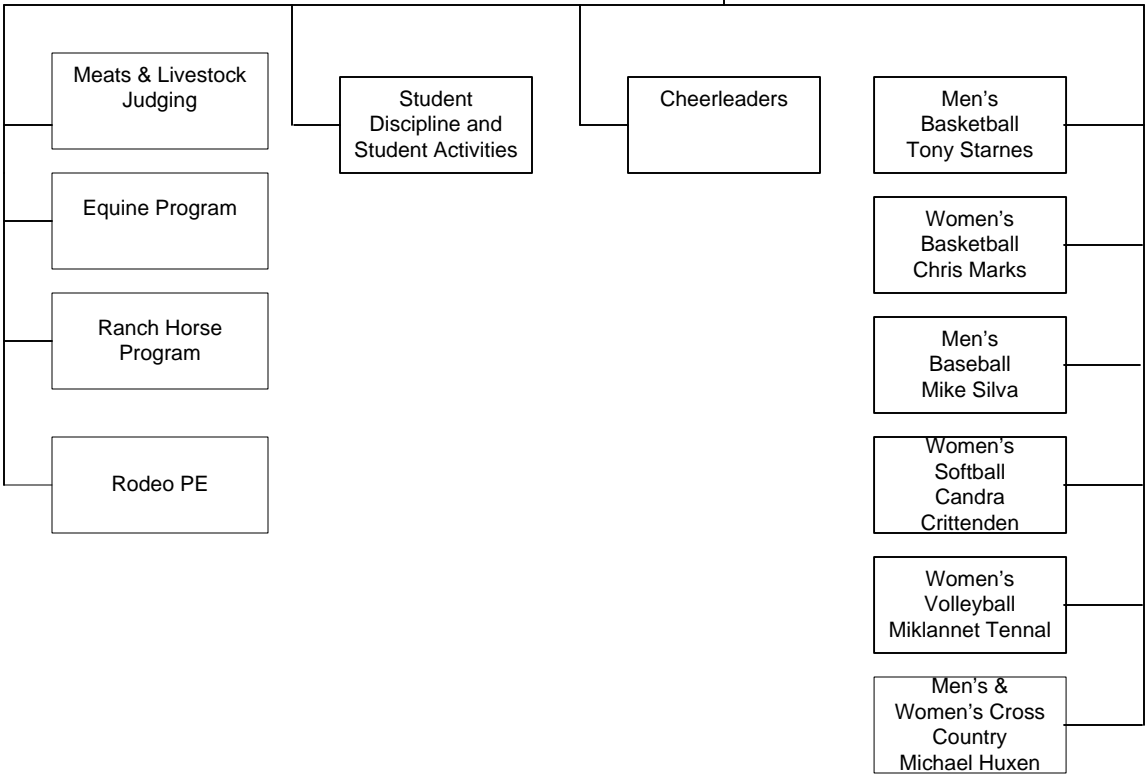 Meats & Livestock
Judging
Equine Program
Ranch Horse
Program
Rodeo PE
Student
Discipline and
Student Activities
Cheerleaders
Men’s
Basketball
Tony Starnes
Women’s
Basketball
Chris Marks
Men’s
Baseball
Mike Silva
Women’s
Softball
Candra
Crittenden
Women’s
Volleyball
Miklannet Tennal
Men’s &
Women’s Cross
Country
Michael Huxen